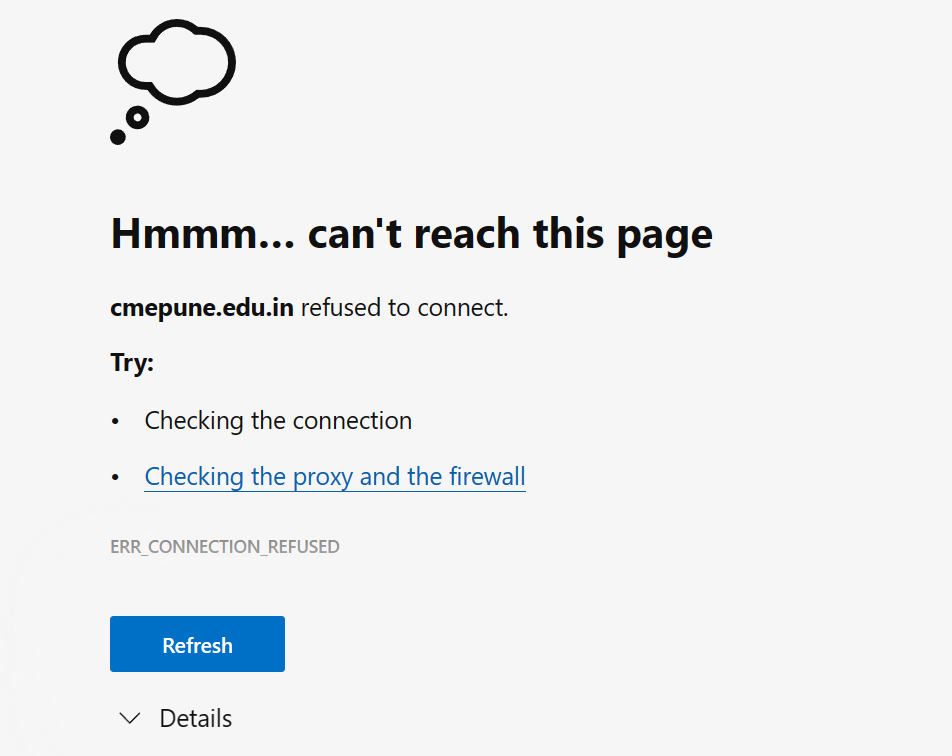 Hmmm... can't reach this page
cmepune.edu.in refused to connect.
Try:
• Checking the connection
• Checking the proxy and the firewall
ERR_CONNECTION_REFUSED
Refresh
Details